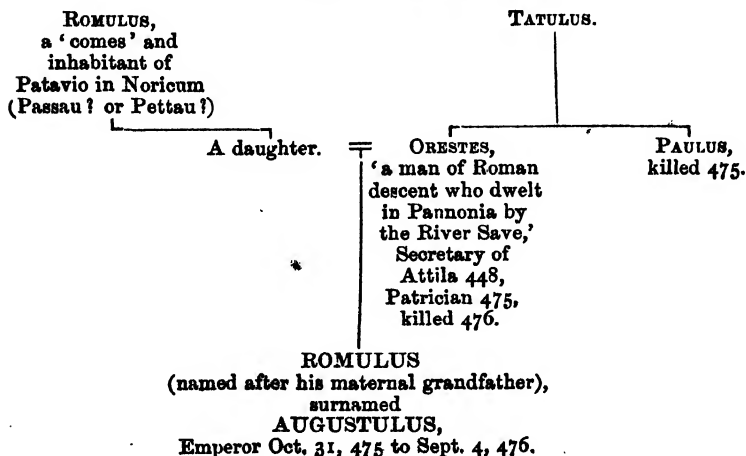 ROMULUS,
a ‘comes’ and
inhabitant of
Patavio in Noricum
(Passau? or Pettau?)
TATULUS.
A daughter. =
ORESTES,
‘a man of Roman
descent who dwelt
in Pannonia by
the River Save,’
Secretary of
Attila 448,
Patrician 475,
killed 476.
PAULUS,
killed 475.
ROMULUS
(named after his maternal grandfather),
surnamed
AUGUSTULUS,
Emperor Oct. 31, 475 to Sept. 4, 476.